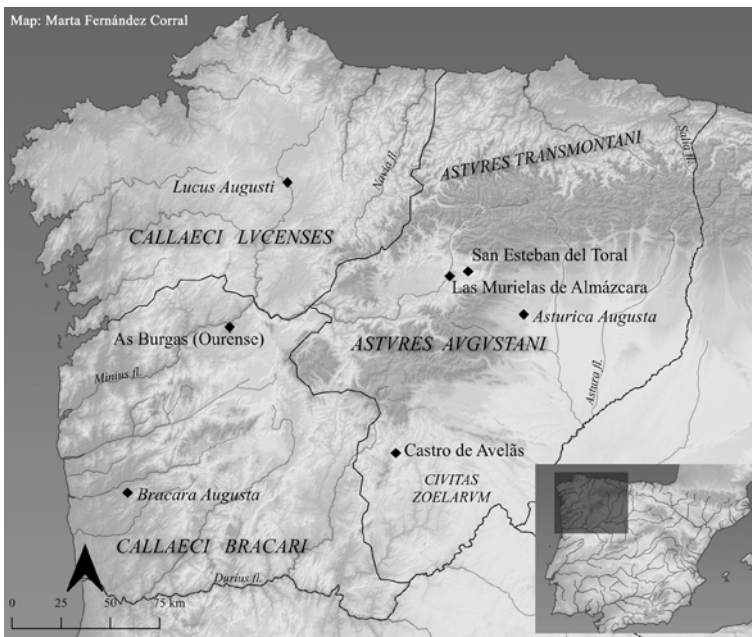 Map: Marta Fernández Corral
Navia fl.
Salia fl.
ASTVRES TRANSMONTANI
Lucus Augusti
CALLAECI LVCENSES
San Esteban del Toral
Las Murielas de Almázcara
Asturica Augusta
As Burgas (Ourense)
ASTVRES AVGVSTANI
Minius fl.
Astura fl.
Castro de Avelãs
CIVITAS
ZOELARVM
Bracara Augusta
CALLAECI BRACARI
Durius fl.
0 25 50 75 km